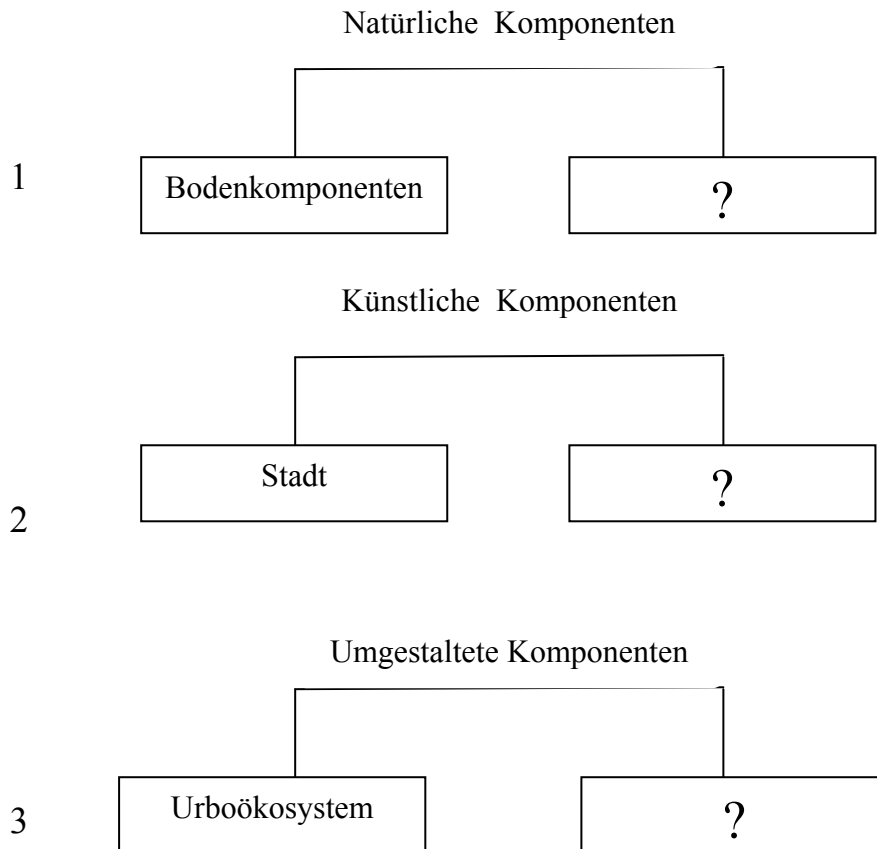 Natürliche Komponenten
1
Bodenkomponenten
?
Künstliche Komponenten
Stadt
?
2
Umgestaltete Komponenten
3
Urboökosystem
?